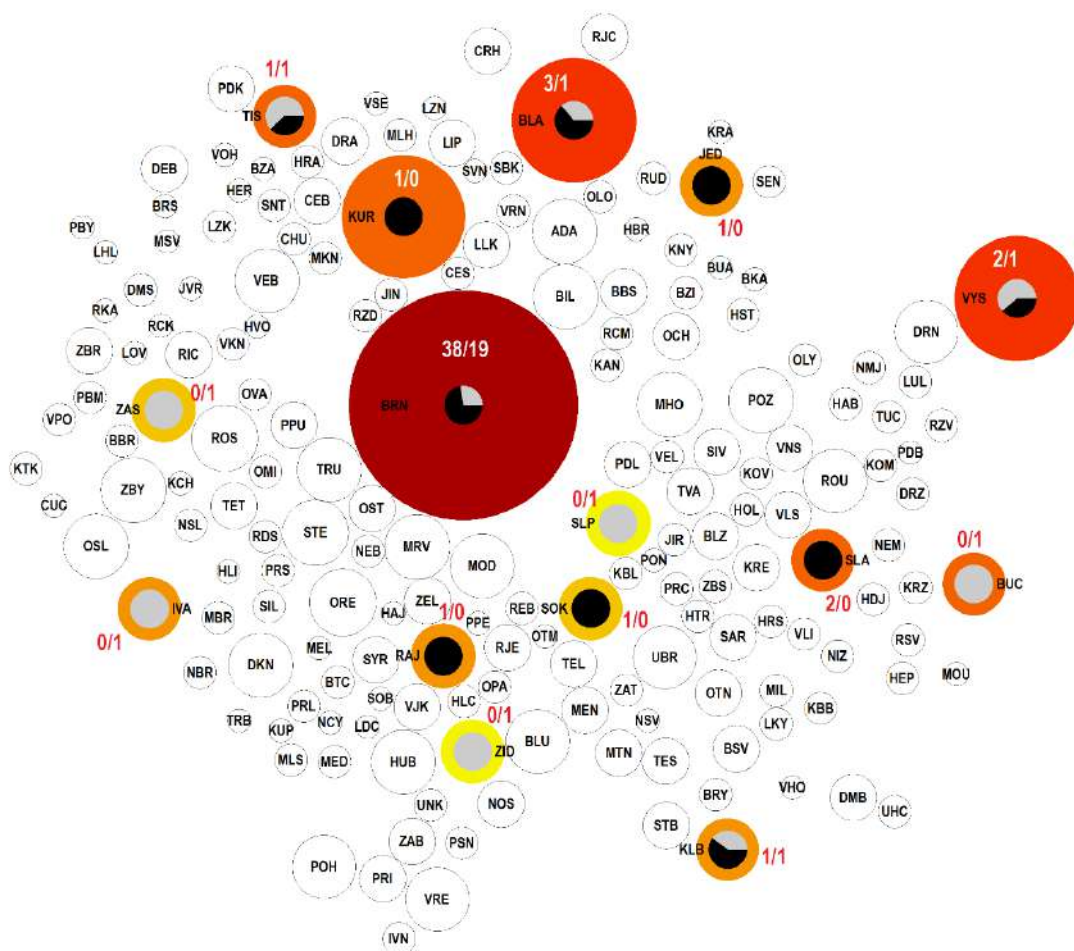 RJC
CRH
1/1
3/1
PDK
VSE
LZN
TIS
BLA
KRA
MLH
DRA
LIP
VOH
HRA
JED
DEB
BZA
SVN
SBK
RUD
SEN
1/0
HER
KUR
BRS
SNT
CEB
VRN
OLO
1/0
PBY
LZK
ADA
HBR
MSV
CHU
LLK
KNY
LHL
MKN
2/1
CES
BUA
BKA
VEB
DMS
JVR
JIN
BIL
BBS
BZI
VYS
RKA
RZD
HST
RCK
HVO
RCM
DRN
OCH
ZBR
LOV
RIC
VKN
38/19
KAN
OLY
NMJ
LUL
0/1
OVA
PBM
BRN
MHO
POZ
HAB
ZAS
VPO
TUC
RZV
PPU
BBR
ROS
VNS
SIV
PDB
KTK
OMI
TRU
PDL
VEL
KOM
KCH
KOV
ROU
ZBY
TVA
DRZ
0/1
CUC
TET
OST
HOL
NSL
SLP
VLS
RDS
STE
BLZ
OSL
JIR
MRV
NEM
NEB
PON
SLA
0/1
MOD
HLI
PRS
KBL
KRE
BUC
PRC
ZBS
KRZ
2/0
HDJ
ORE
ZEL
IVA
SIL
REB
SOK
HAJ
1/0
1/0
MBR
PPE
HTR
HRS
0/1
OTM
SAR
VLI
RSV
MEL
RAJ
RJE
NIZ
DKN
SYR
TEL
UBR
NBR
MOU
HEP
BTC
OPA
ZAT
MIL
OTN
SOB
HLC
PRL
VJK
MEN
KBB
0/1
TRB
NCY
LDC
NSV
LKY
KUP
BLU
ZID
BSV
MTN
MLS
MED
HUB
TES
VHO
BRY
DMB
UNK
NOS
UHC
STB
ZAB
PSN
KLB
1/1
POH
PRI
VRE
IVN